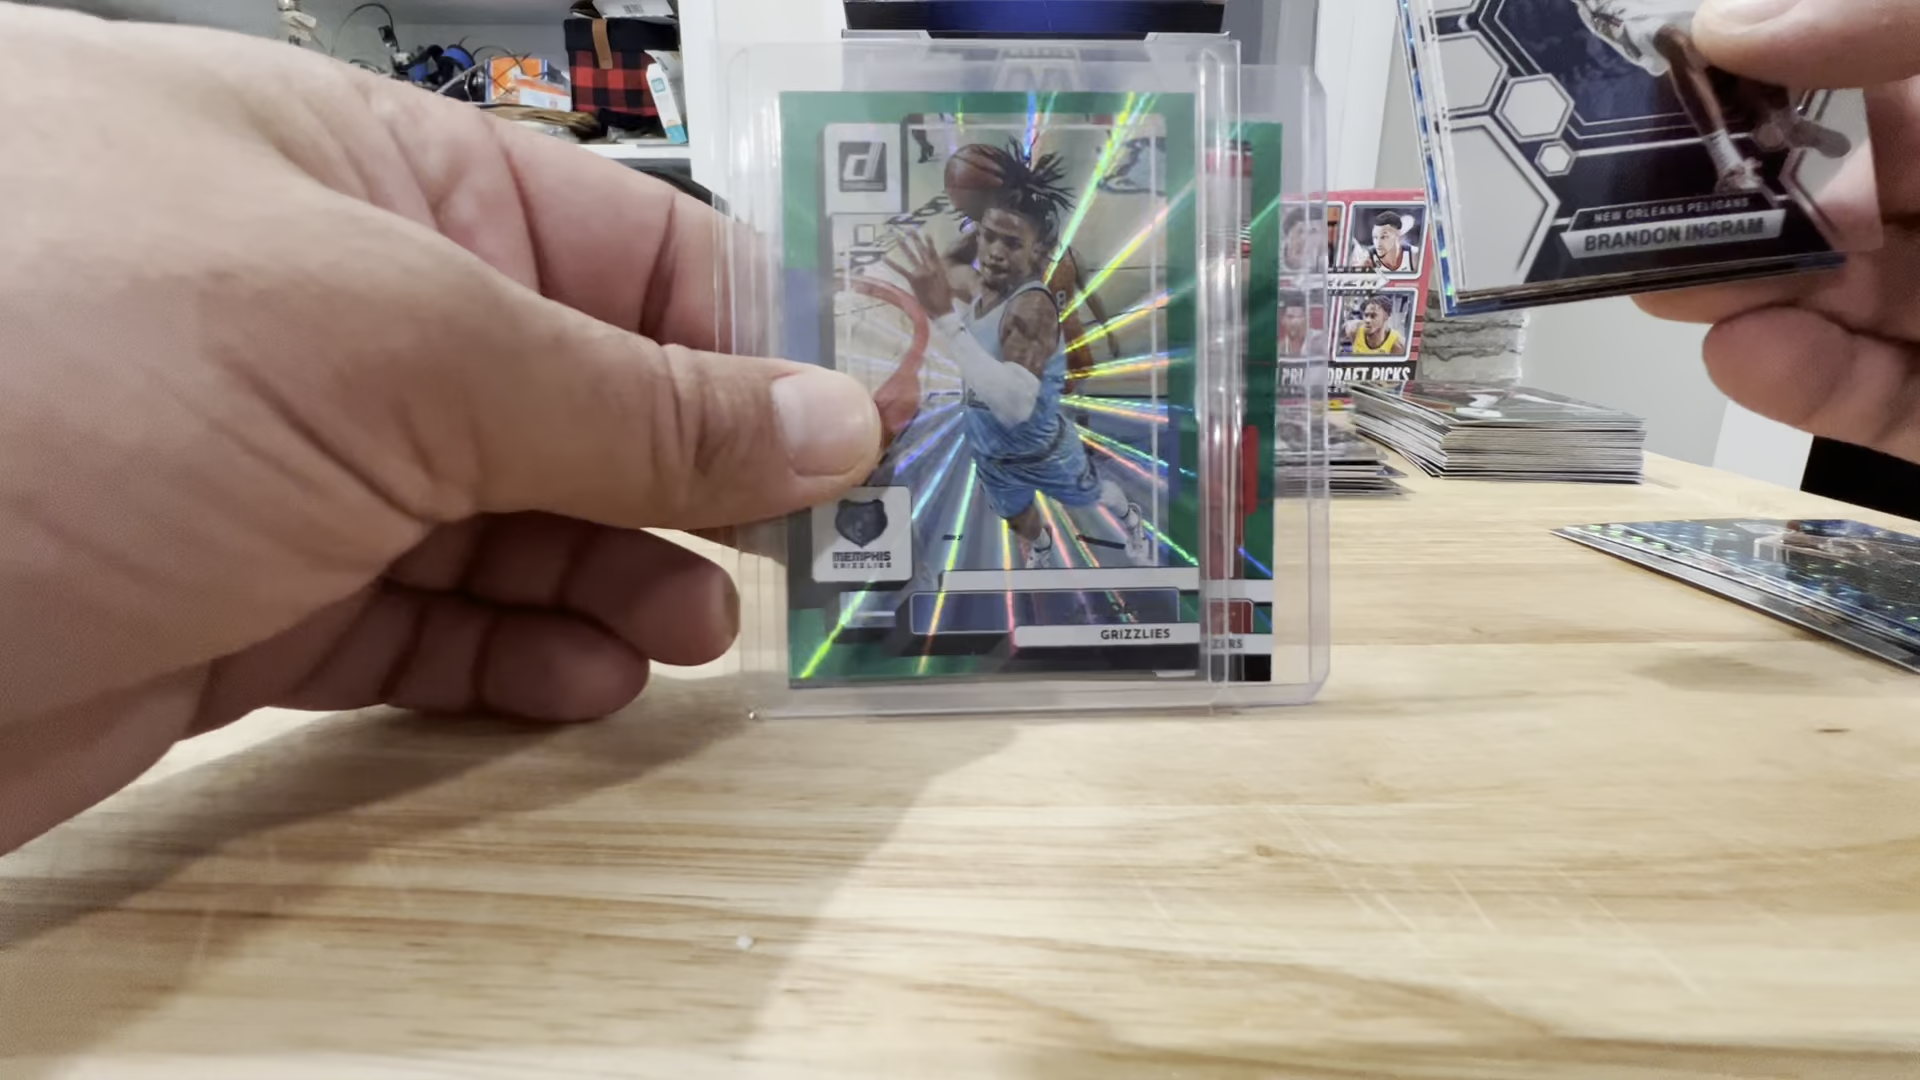 d
NEW ORLEANS PELICANS
BRANDON INGRAM
DRAFT PICKS
MEMPHIS
GRIZZLIES
GRIZZLIES